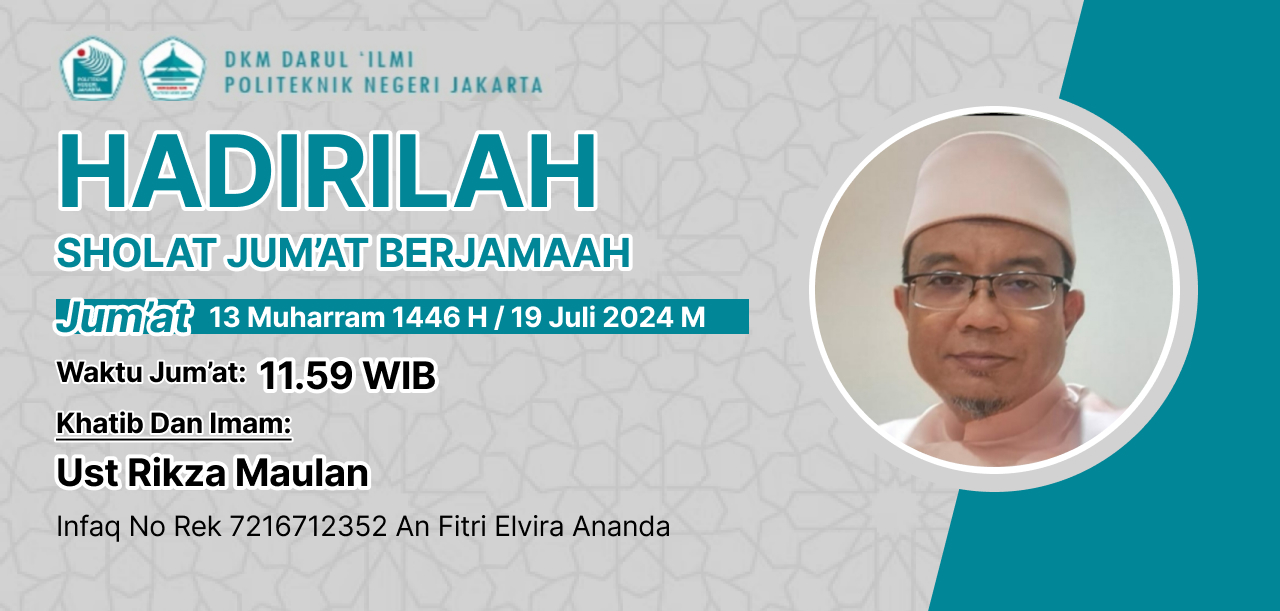 DKM DARUL ‘ILMI
POLITEKNIK NEGERI JAKARTA
HADIRILAH
SHOLAT JUM’AT BERJAMAAH
Jum’at 13 Muharram 1446 H / 19 Juli 2024 M
Waktu Jum’at: 11.59 WIB
Khatib Dan Imam:
Ust Rikza Maulan
Infaq No Rek 7216712352 An Fitri Elvira Ananda